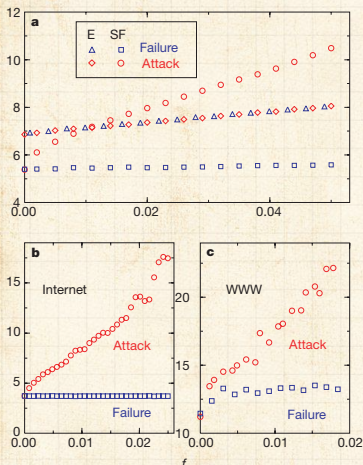 12
10
8
6
4
a
E SF
Failure
Attack
0.00 0.02 0.04
b
Internet
Attack
Failure
15
10
5
0
0.00 0.01 0.02
c
WWW
Attack
Failure
20
15
10
0.00 0.01 0.02
f